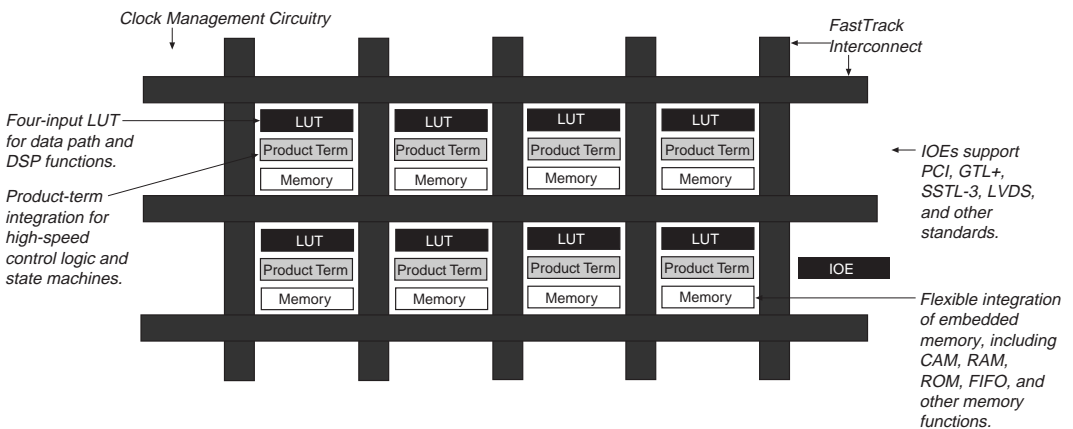 Clock Management Circuitry
FastTrack
Interconnect
Four-input LUT
for data path and
DSP functions.
Product-term
integration for
high-speed
control logic and
state machines.
LUT LUT LUT LUT
Product Term Product Term Product Term Product Term
Memory Memory Memory Memory
LUT LUT LUT LUT
Product Term Product Term Product Term Product Term
Memory Memory Memory Memory
IOEs support
PCI, GTL+,
SSTL-3, LVDS,
and other
standards.
IOE
Flexible integration
of embedded
memory, including
CAM, RAM,
ROM, FIFO, and
other memory
functions.